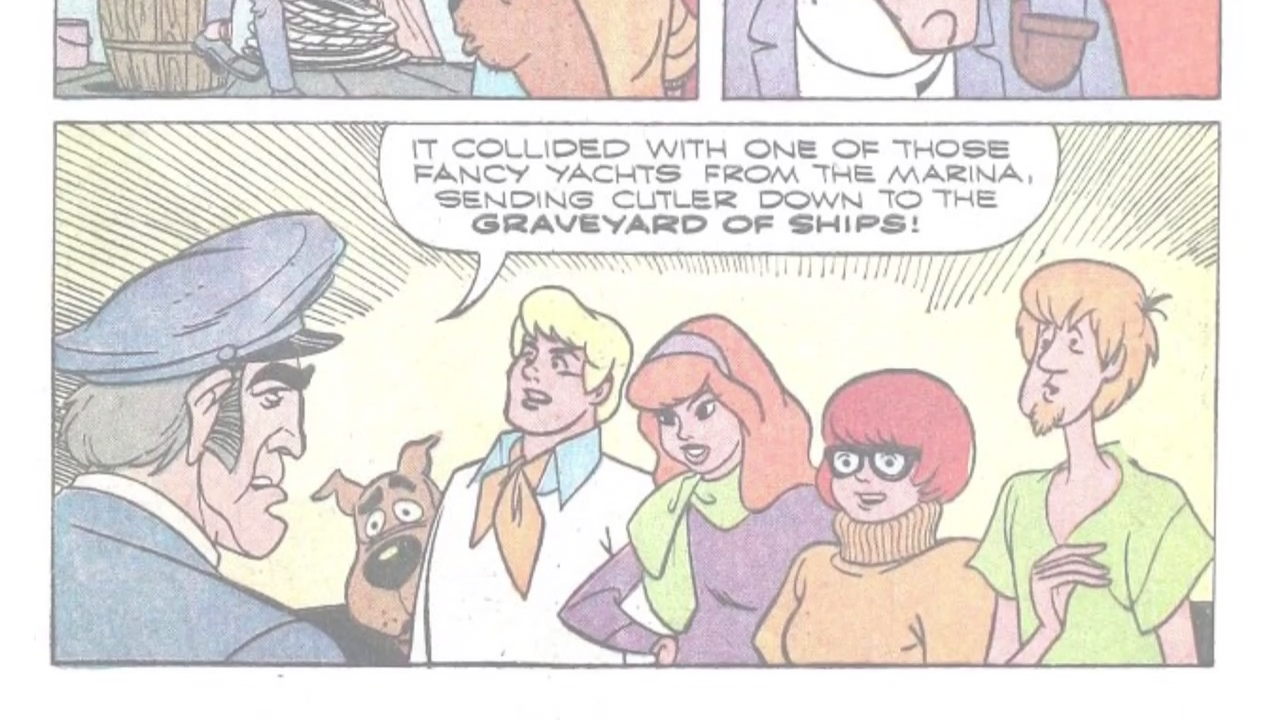 IT COLLIDED WITH ONE OF THOSE
FANCY YACHTS FROM THE MARINA,
SENDING CUTLER DOWN TO THE
GRAVEYARD OF SHIPS!